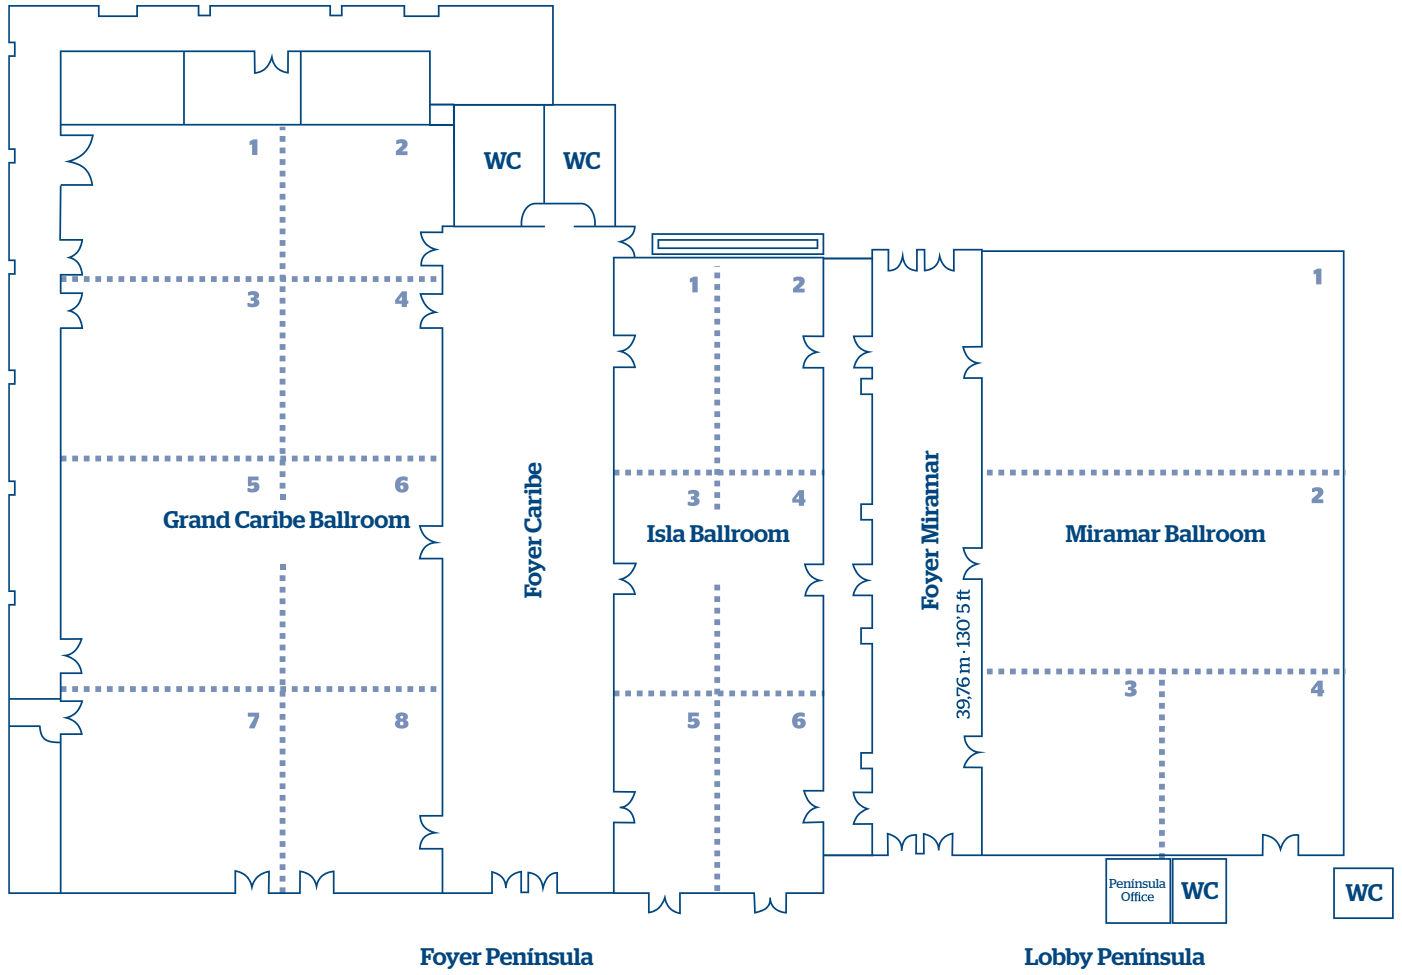 1
2
WC
WC
3
4
1
2
1
5
6
3
4
2
Grand Caribe Ballroom
Foyer Caribe
Isla Ballroom
Foyer Miramar
Miramar Ballroom
39,76 m · 130' 5 ft
7
8
5
6
3
4
Península
Office
WC
WC
Foyer Península
Lobby Península